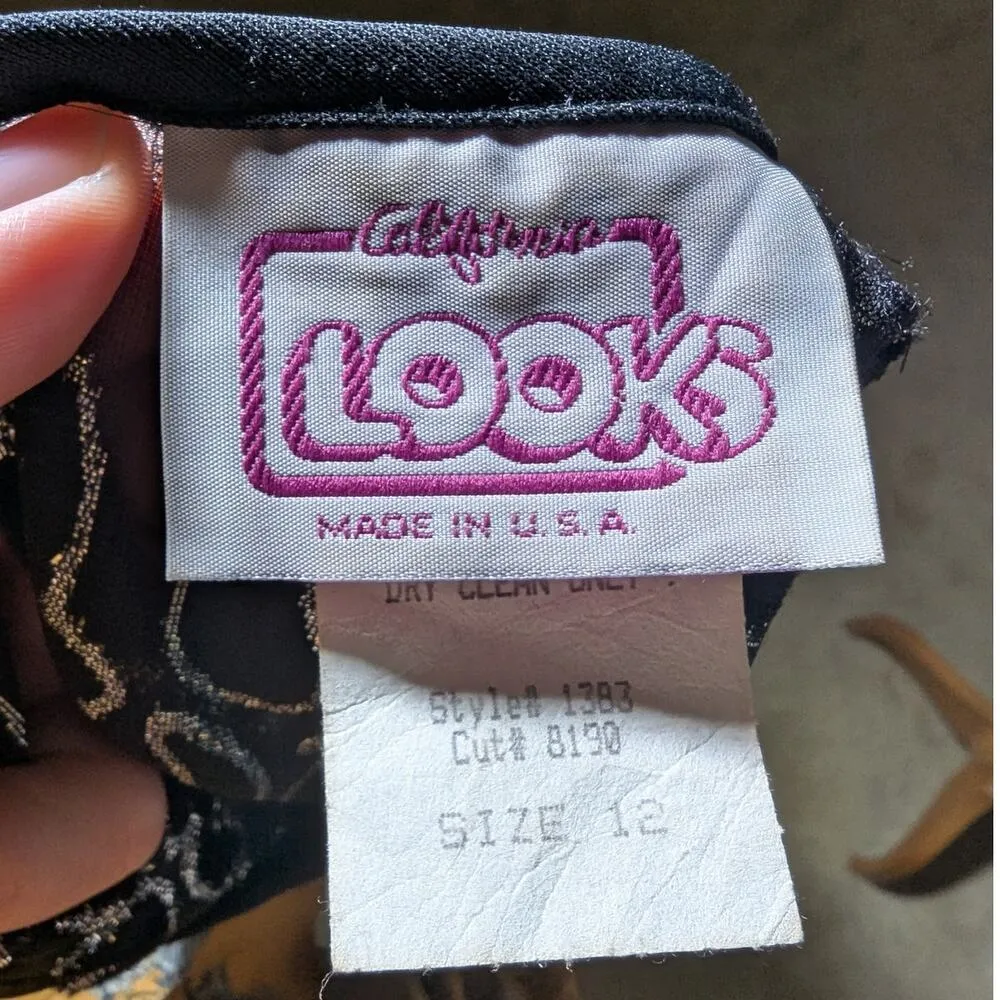 California
LOOKS
MADE IN U.S.A.
DRY CLEAN ONLY.
Style# 1383
Cut# 8190
SIZE 12